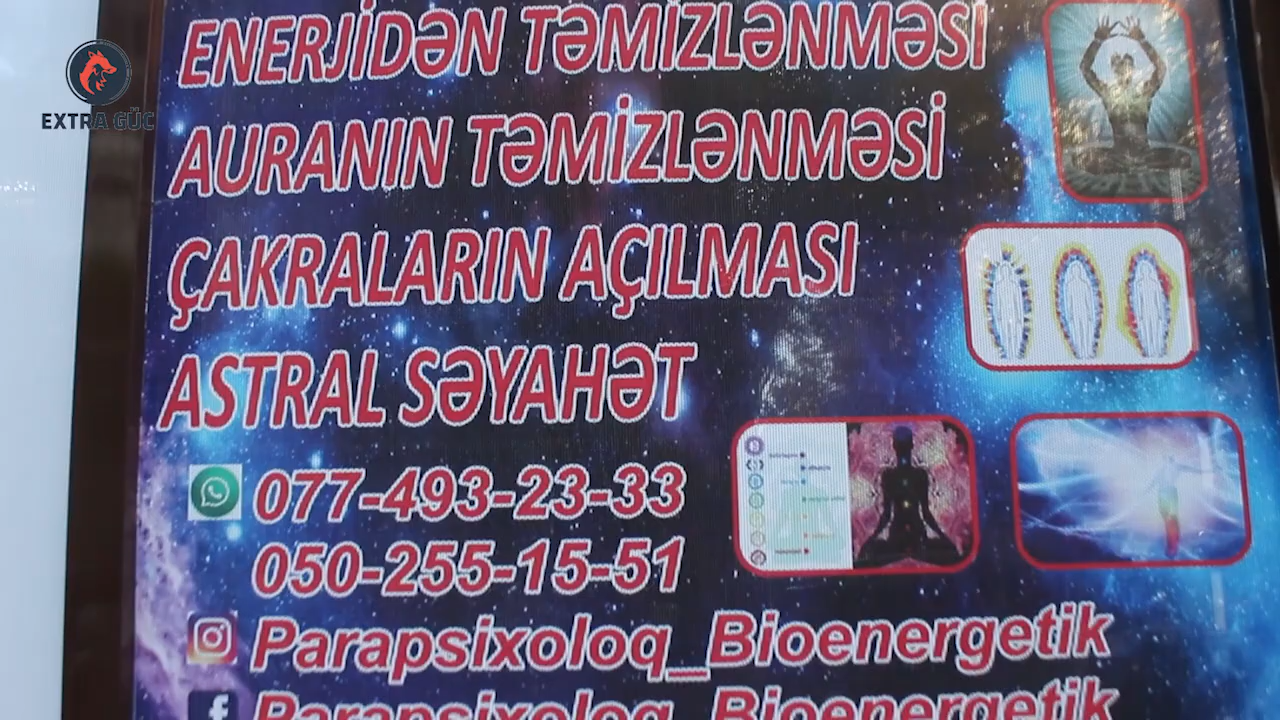 EXTRA GÜC
ENERJİDƏN TƏMİZLƏNMƏSİ
AURANIN TƏMİZLƏNMƏSİ
ÇAKRALARIN AÇILMASI
ASTRAL SƏYAHƏT
077-493-23-33
050-255-15-51
Parapsixoloq_Bioenergetik
Parapsixoloq_Bioenergetik